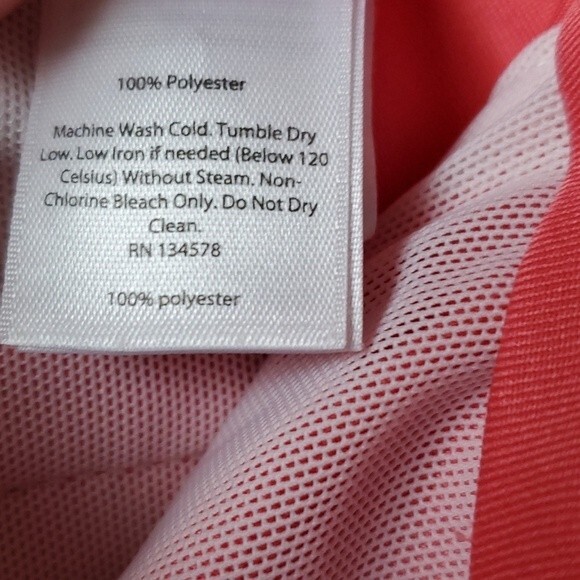 100% Polyester
Machine Wash Cold. Tumble Dry
Low. Low Iron if needed (Below 120
Celsius) Without Steam. Non-
Chlorine Bleach Only. Do Not Dry
Clean.
RN 134578
100% polyester